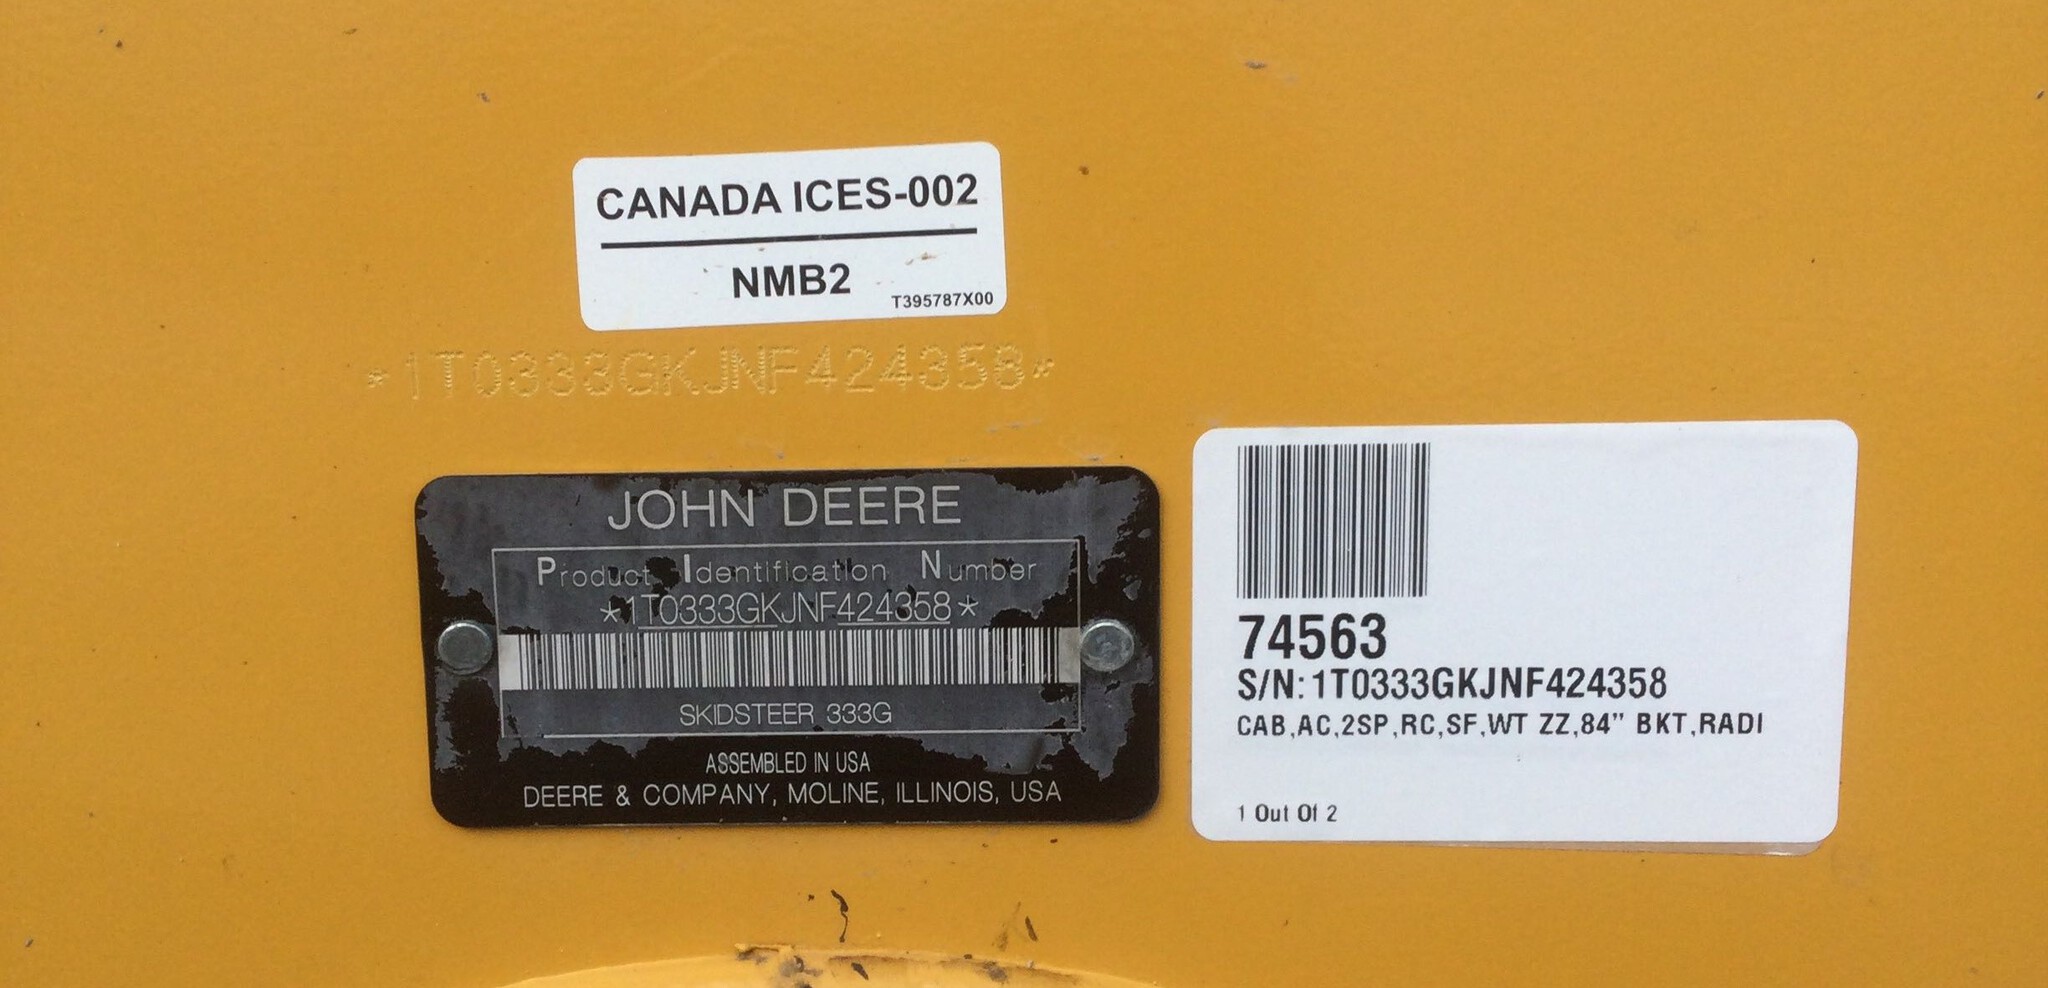 CANADA ICES-002
NMB2
T395787X00
*1T0333GKJNF424358*
JOHN DEERE
Product Identification Number
*1T0333GKJNF424358*
SKIDSTEER 333G
ASSEMBLED IN USA
DEERE & COMPANY, MOLINE, ILLINOIS, USA
74563
S/N:1T0333GKJNF424358
CAB,AC,2SP,RC,SF,WT ZZ,84" BKT,RADI
1 Out Of 2